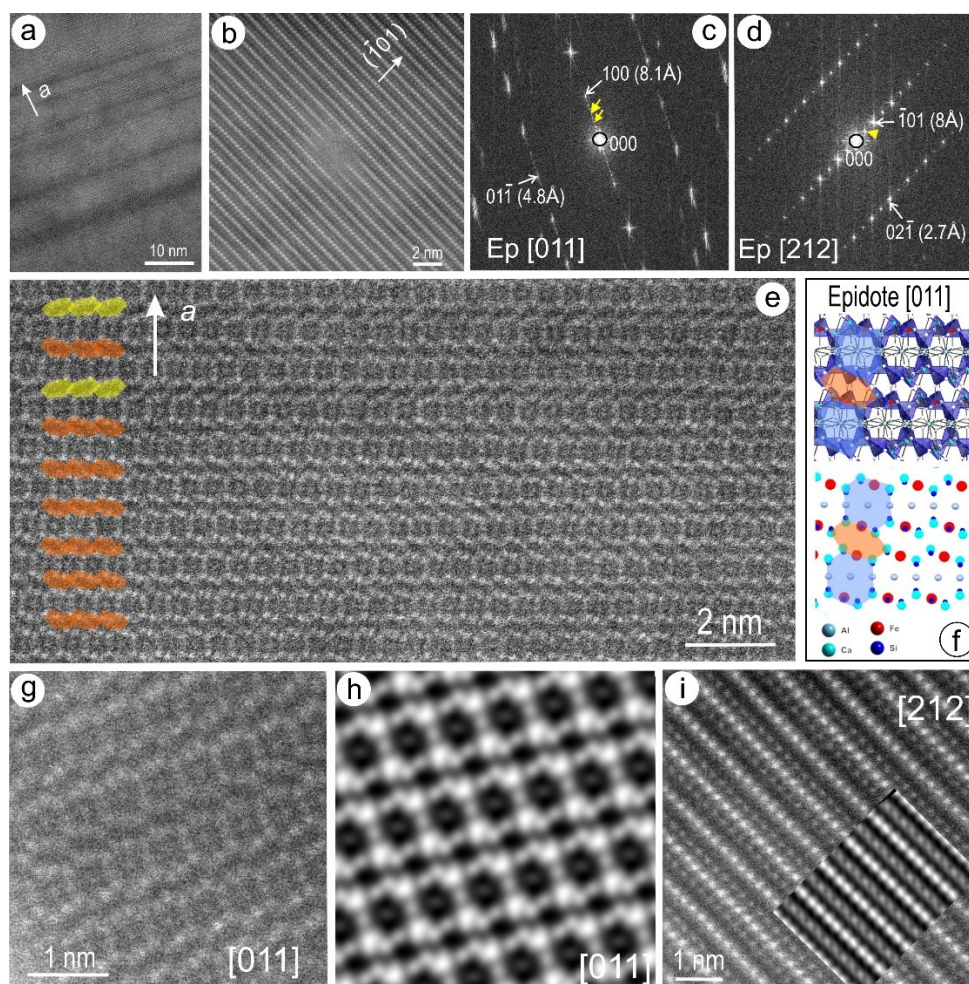 a
a
10 nm
b
(1̄01)
2 nm
c
100 (8.1Å)
000
011̄ (4.8Å)
Ep [011]
d
1̄01 (8Å)
000
021̄ (2.7Å)
Ep [212]
a
e
2 nm
Epidote [011]
Al
Fe
Ca
Si
f
g
1 nm
[011]
h
[011]
i
[212]
1 nm